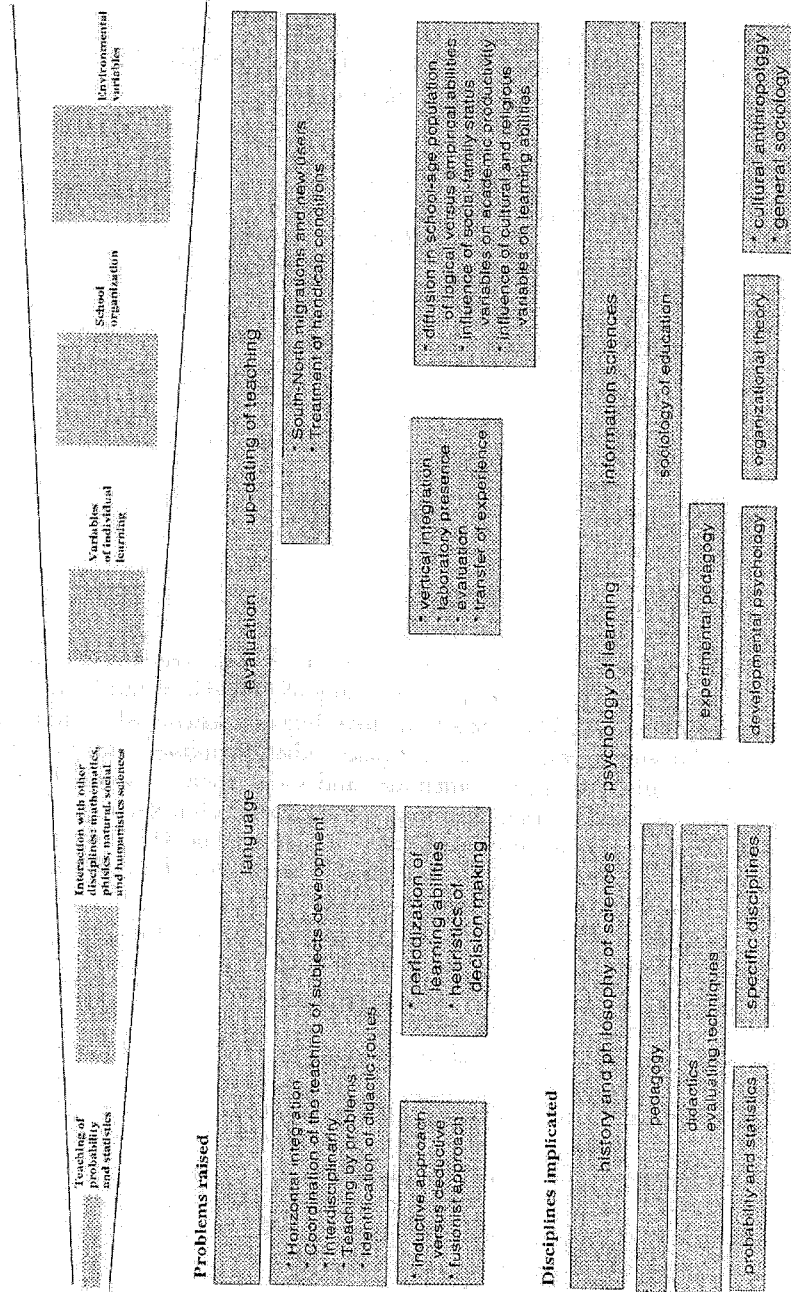 Teaching of
probability
and statistics
Interaction with other
disciplines: mathematics,
phisics, natural, social
and humanistics sciences
Variables
of individual
learning
School
organization
Environmental
variables
Problems raised
language evaluation up-dating of teaching
* Horizontal integration
* Coordination of the teaching of subjects development
* Interdisciplinarity
* Teaching by problems
* Identification of didactic routes
* South-North migrations and new users
* Treatment of handicap conditions
* inductive approach
versus deductive
* fusionist approach
* periodization of
learning abilities
* heuristics of
decision making
* vertical integration
* laboratory presence
* evaluation
* transfer of experience
* diffusion in school-age population
of logical versus empirical abilities
* influence of social-family status
variables on academic productivity
* influence of cultural and religious
variables on learning abilities
Disciplines implicated
history and philosophy of sciences psychology of learning information sciences
pedagogy
sociology of education
didactics
evaluating techniques
experimental pedagogy
probability and statistics
specific disciplines
developmental psychology
organizational theory
* cultural anthropolggy
* general sociology